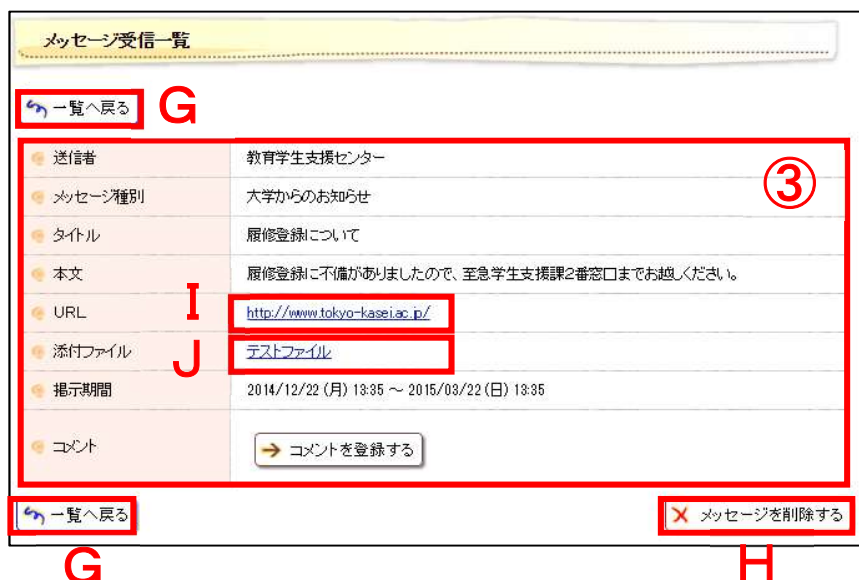 メッセージ受信一覧
一覧へ戻る G
③
送信者 教育学生支援センター
メッセージ種別 大学からのお知らせ
タイトル 履修登録について
本文 履修登録に不備がありましたので、至急学生支援課2番窓口までお越しください。
URL I http://www.tokyo-kasei.ac.jp/
添付ファイル J テストファイル
掲示期間 2014/12/22 (月) 13:35 ～ 2015/03/22 (日) 13:35
コメント コメントを登録する
一覧へ戻る メッセージを削除する
G H